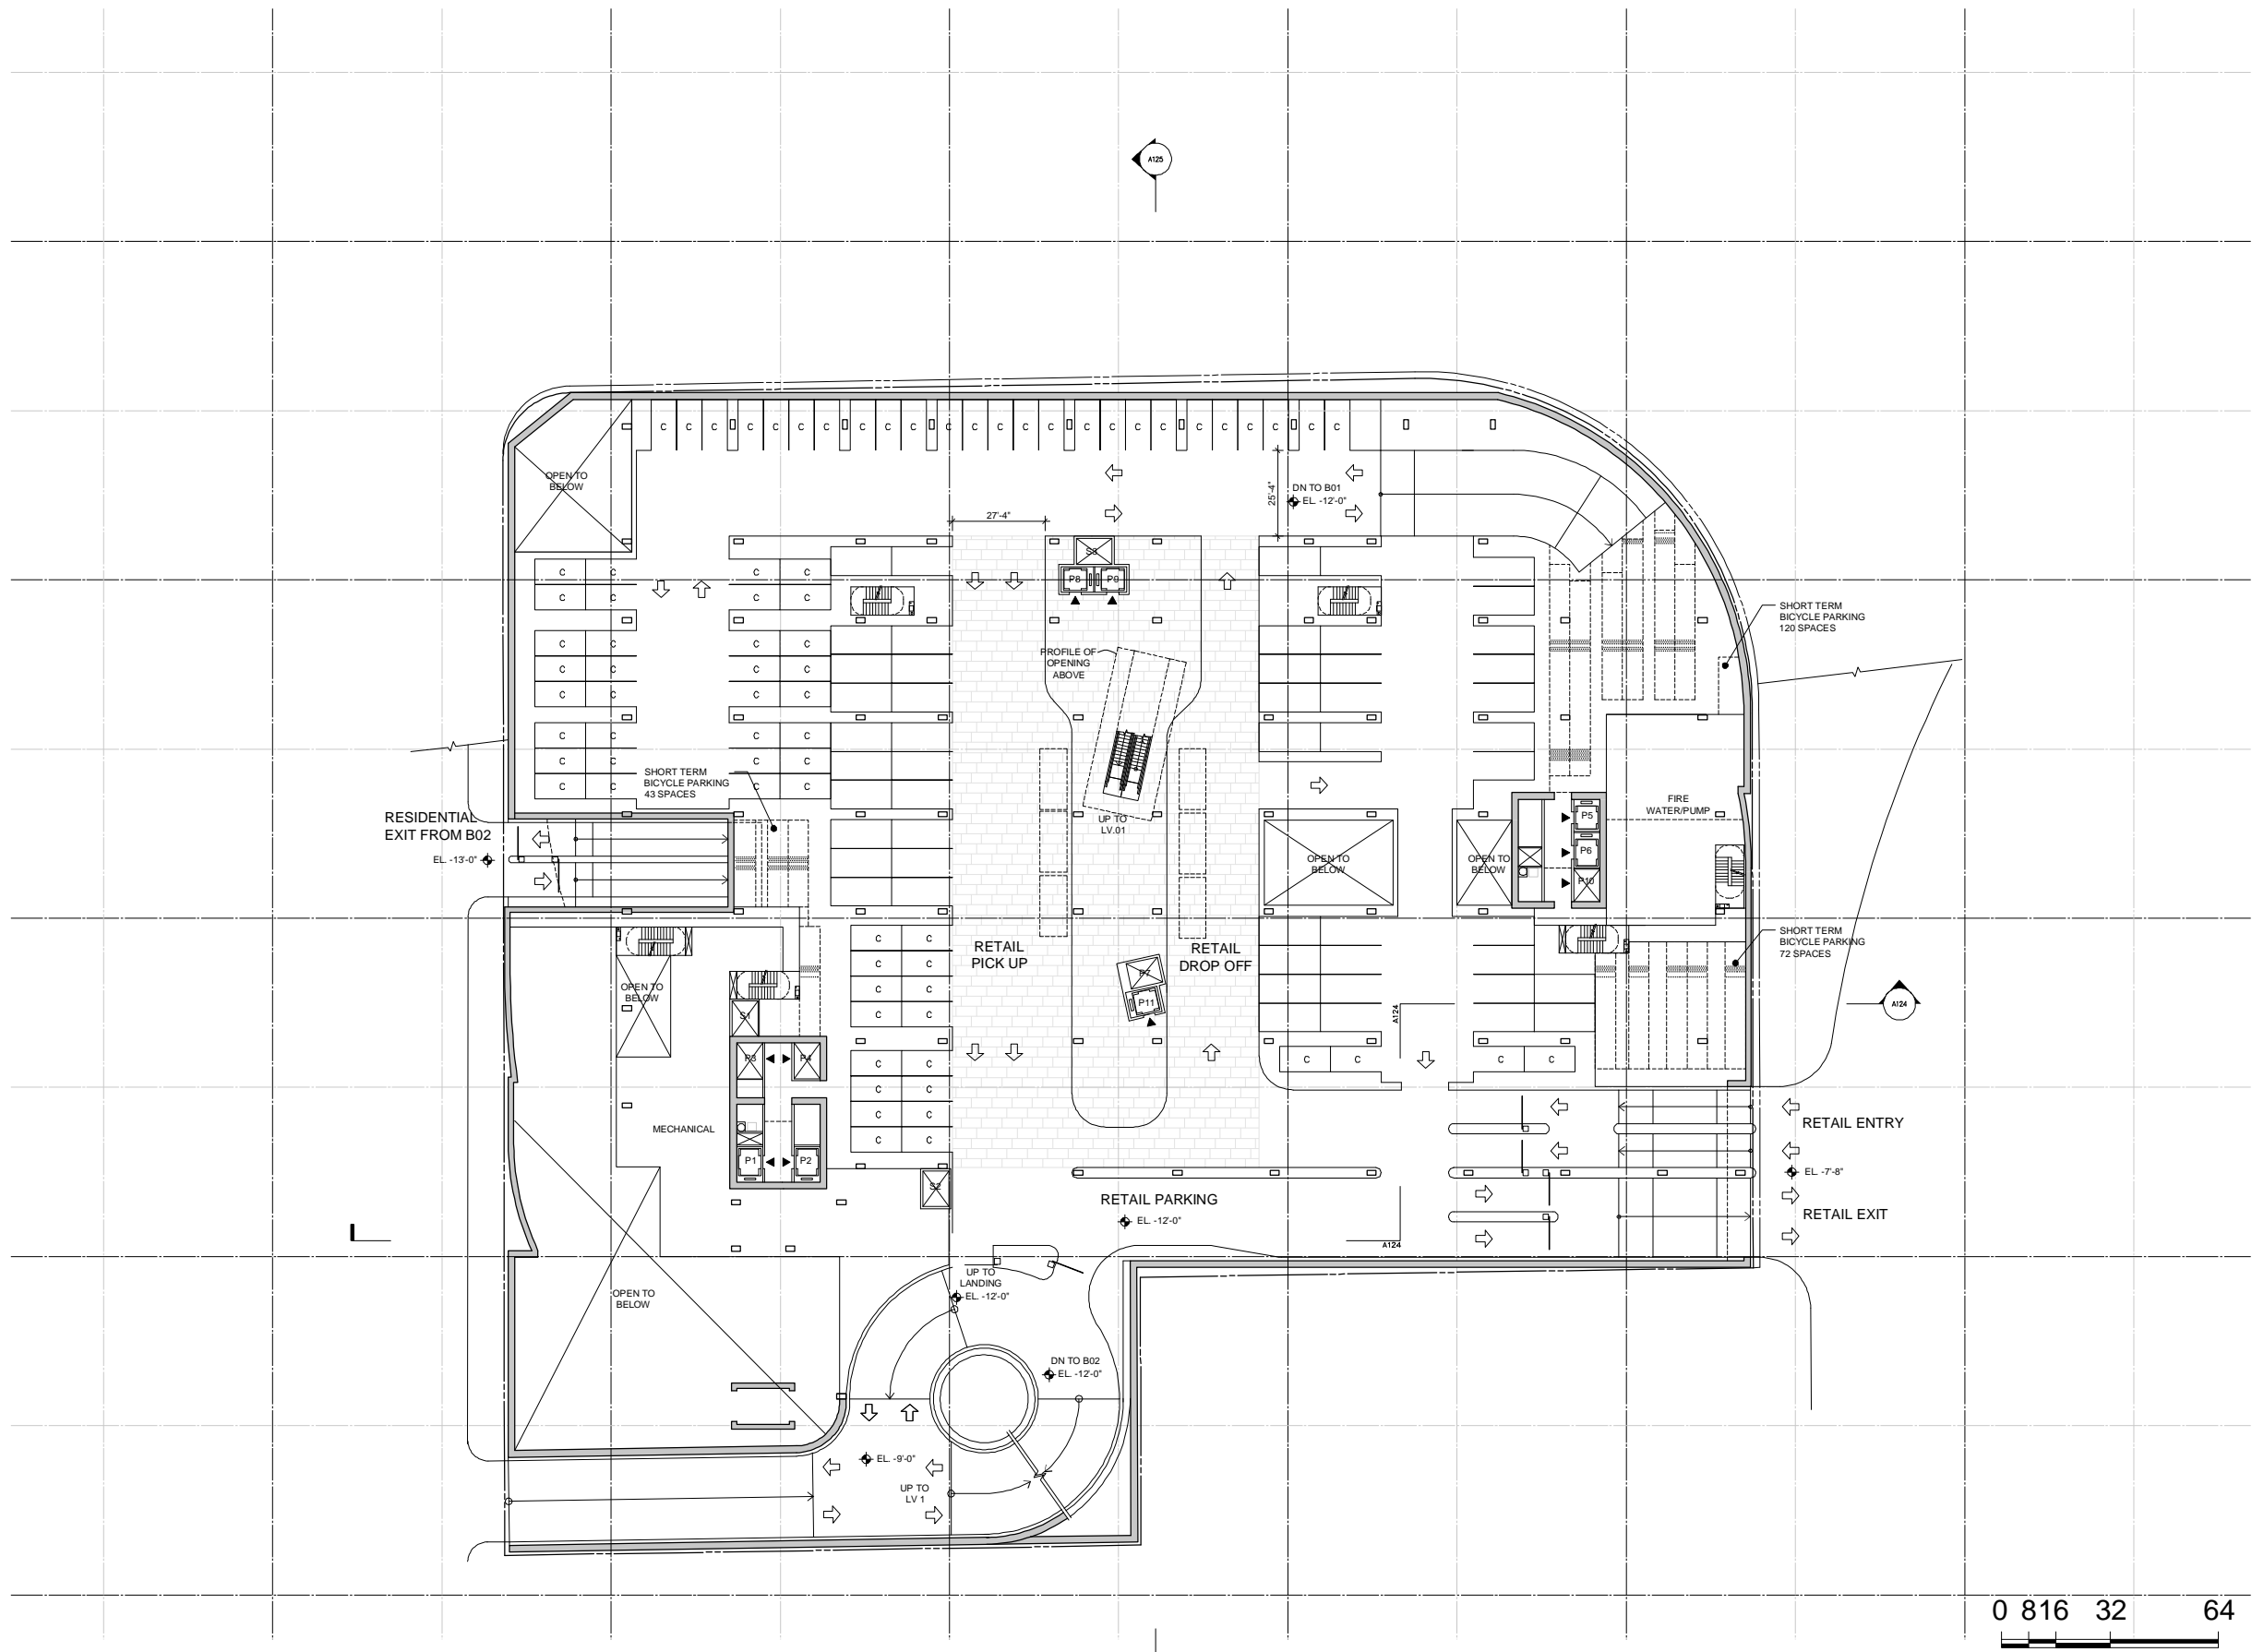 A125
C C C C C C C C C C C C C C C C C C C C C C C C C
OPEN TO
BELOW
DN TO B01
EL. -12'-0"
25'-4"
27'-4"
S3
P8 P9
C C C C
C C C C
SHORT TERM
BICYCLE PARKING
120 SPACES
C C C C
C C C C
C C C C
PROFILE OF
OPENING
ABOVE
C C C C
C C C C
C C C C
SHORT TERM
BICYCLE PARKING
43 SPACES
FIRE
WATER/PUMP
RESIDENTIAL
EXIT FROM B02
EL. -13'-0"
UP TO
LV.01
OPEN TO
BELOW
OPEN TO
BELOW
P5
P6
P10
RETAIL
PICK UP
RETAIL
DROP OFF
SHORT TERM
BICYCLE PARKING
72 SPACES
C C
C C
C C
C C
OPEN TO
BELOW
P7
P11
S1
A124
A124
P3 P4
C C
C C
C C
C C
C C C C
MECHANICAL
P1 P2
S2
RETAIL ENTRY
EL. -7'-8"
RETAIL EXIT
RETAIL PARKING
EL. -12'-0"
A124
UP TO
LANDING
EL. -12'-0"
OPEN TO
BELOW
DN TO B02
EL. -12'-0"
EL. -9'-0"
UP TO
LV 1
0 8 16 32 64